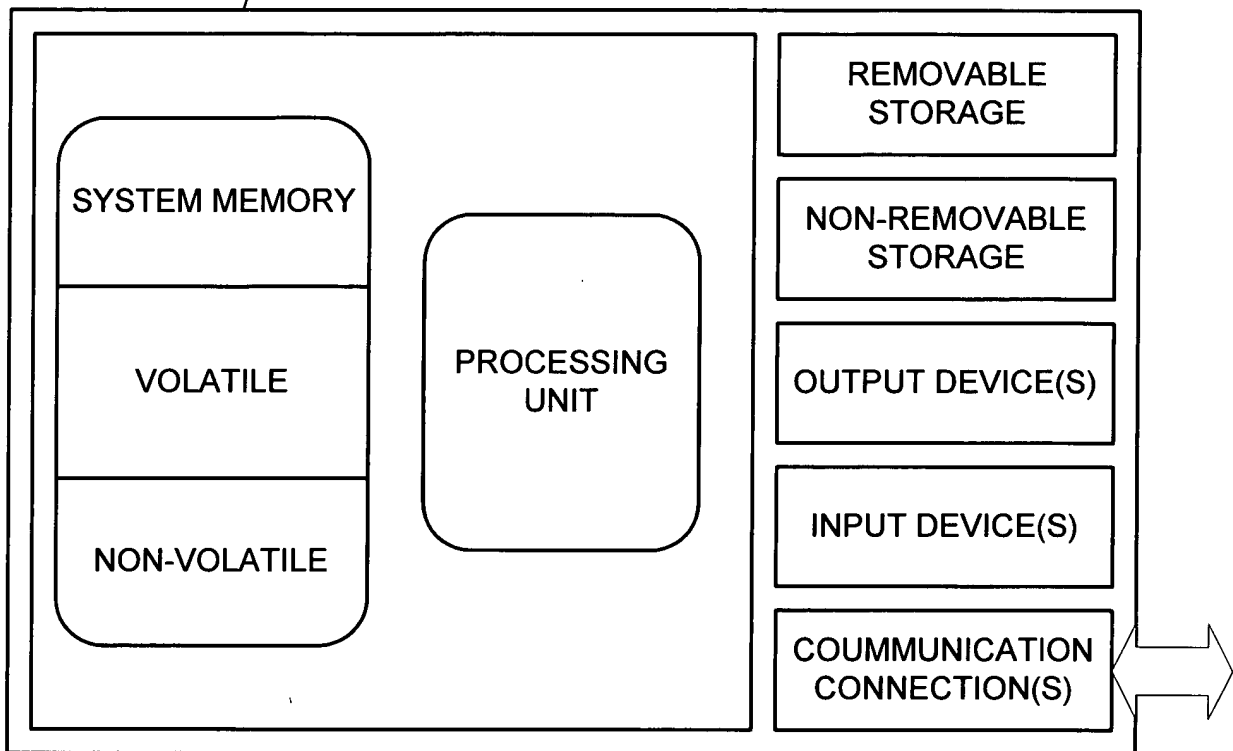 SYSTEM MEMORY
VOLATILE
NON-VOLATILE
PROCESSING
UNIT
REMOVABLE
STORAGE
NON-REMOVABLE
STORAGE
OUTPUT DEVICE(S)
INPUT DEVICE(S)
COUMMUNICATION
CONNECTION(S)